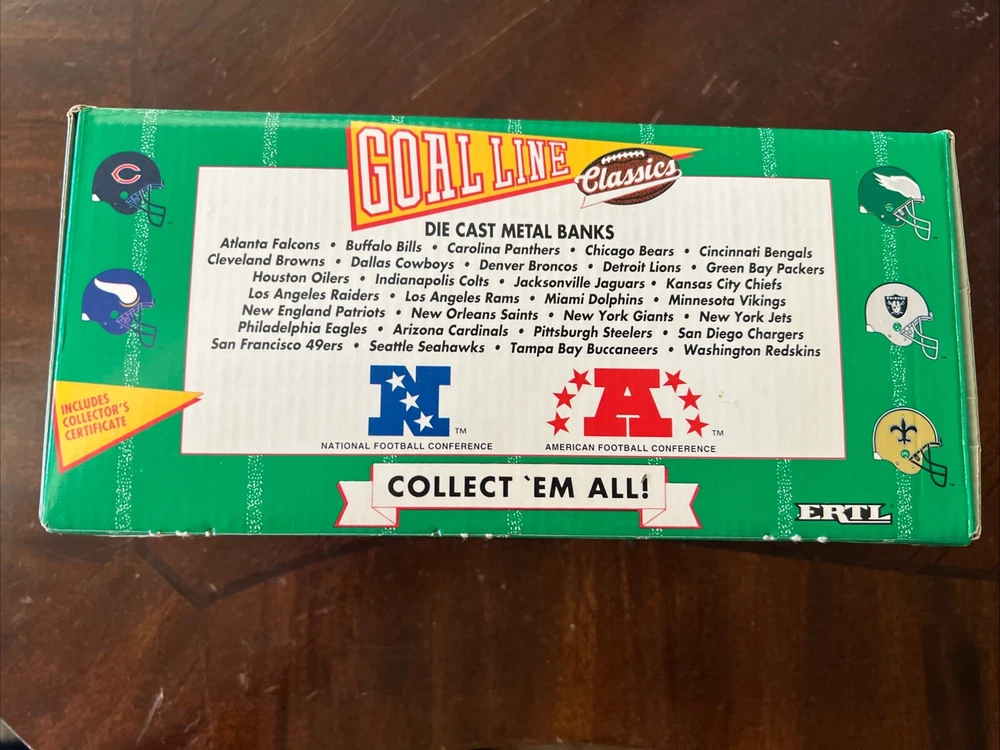 GOAL LINE
Classics
DIE CAST METAL BANKS
Atlanta Falcons • Buffalo Bills • Carolina Panthers • Chicago Bears • Cincinnati Bengals
Cleveland Browns • Dallas Cowboys • Denver Broncos • Detroit Lions • Green Bay Packers
Houston Oilers • Indianapolis Colts • Jacksonville Jaguars • Kansas City Chiefs
Los Angeles Raiders • Los Angeles Rams • Miami Dolphins • Minnesota Vikings
New England Patriots • New Orleans Saints • New York Giants • New York Jets
Philadelphia Eagles • Arizona Cardinals • Pittsburgh Steelers • San Diego Chargers
San Francisco 49ers • Seattle Seahawks • Tampa Bay Buccaneers • Washington Redskins
INCLUDES
COLLECTOR'S
CERTIFICATE
N TM
NATIONAL FOOTBALL CONFERENCE
A TM
AMERICAN FOOTBALL CONFERENCE
COLLECT `EM ALL!
ERTL
C
RAIDERS